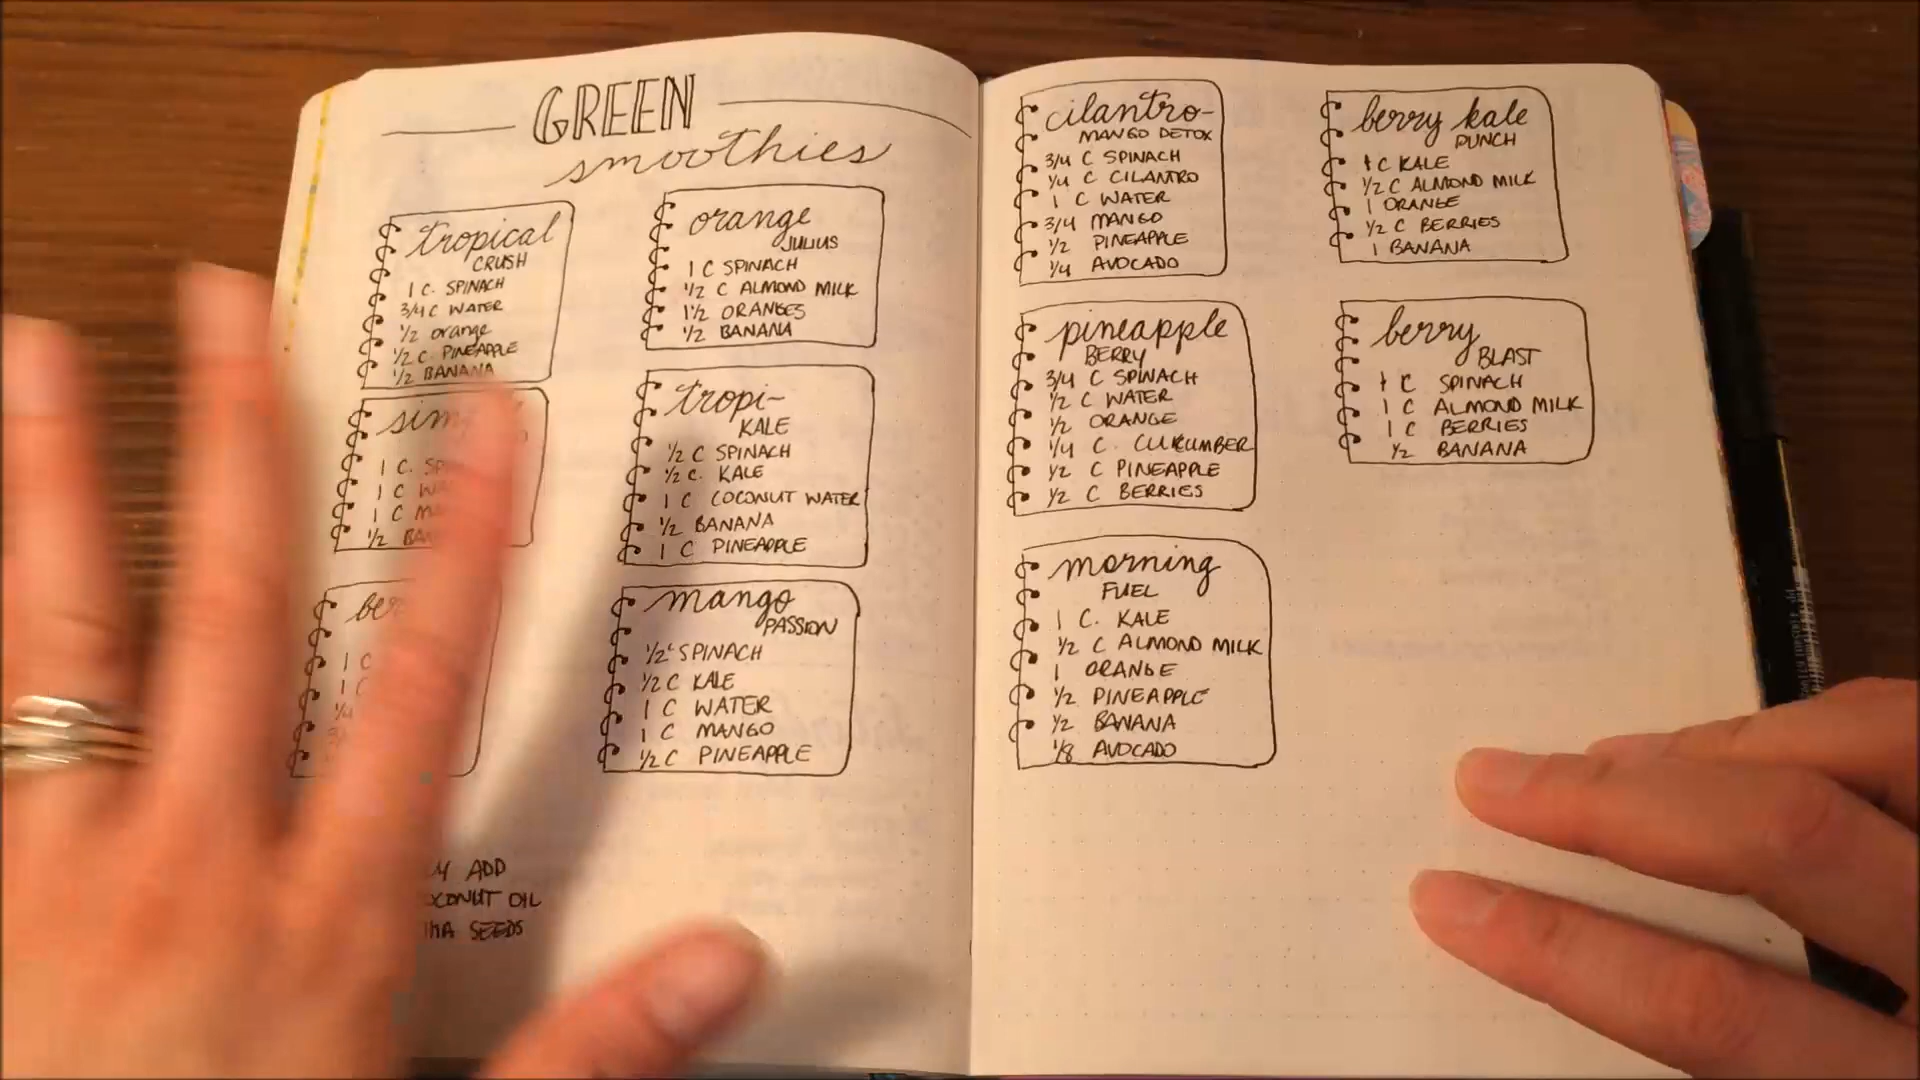 GREEN
smoothies
tropical
CRUSH
1 C. SPINACH
3/4 C WATER
1/2 orange
1/2 C. PINEAPPLE
1/2 BANANA
1 C.
1 C
1 C
1/2
1 C
1 C
ADD
OIL
SEEDS
orange
JULIUS
1 C SPINACH
1/2 C ALMOND MILK
1 1/2 ORANGES
1/2 BANANA
tropi-
KALE
1/2 C SPINACH
1/2 C. KALE
1 C COCONUT WATER
1/2 BANANA
1 C PINEAPPLE
mango
PASSION
1/2 C SPINACH
1/2 C KALE
1 C WATER
1 C MANGO
1/2 C PINEAPPLE
cilantro-
MANGO DETOX
3/4 C SPINACH
1/4 C CILANTRO
1 C WATER
3/4 MANGO
1/2 PINEAPPLE
1/4 AVOCADO
pineapple
BERRY
3/4 C SPINACH
1/2 C WATER
1/2 ORANGE
1/4 C. CUCUMBER
1/2 C PINEAPPLE
1/2 C BERRIES
morning
FUEL
1 C. KALE
1/2 C ALMOND MILK
1 ORANGE
1/2 PINEAPPLE
1/2 BANANA
1/8 AVOCADO
berry kale
PUNCH
1 C KALE
1/2 C ALMOND MILK
1 ORANGE
1/2 C BERRIES
1 BANANA
berry
BLAST
1 C SPINACH
1 C ALMOND MILK
1 C BERRIES
1/2 BANANA